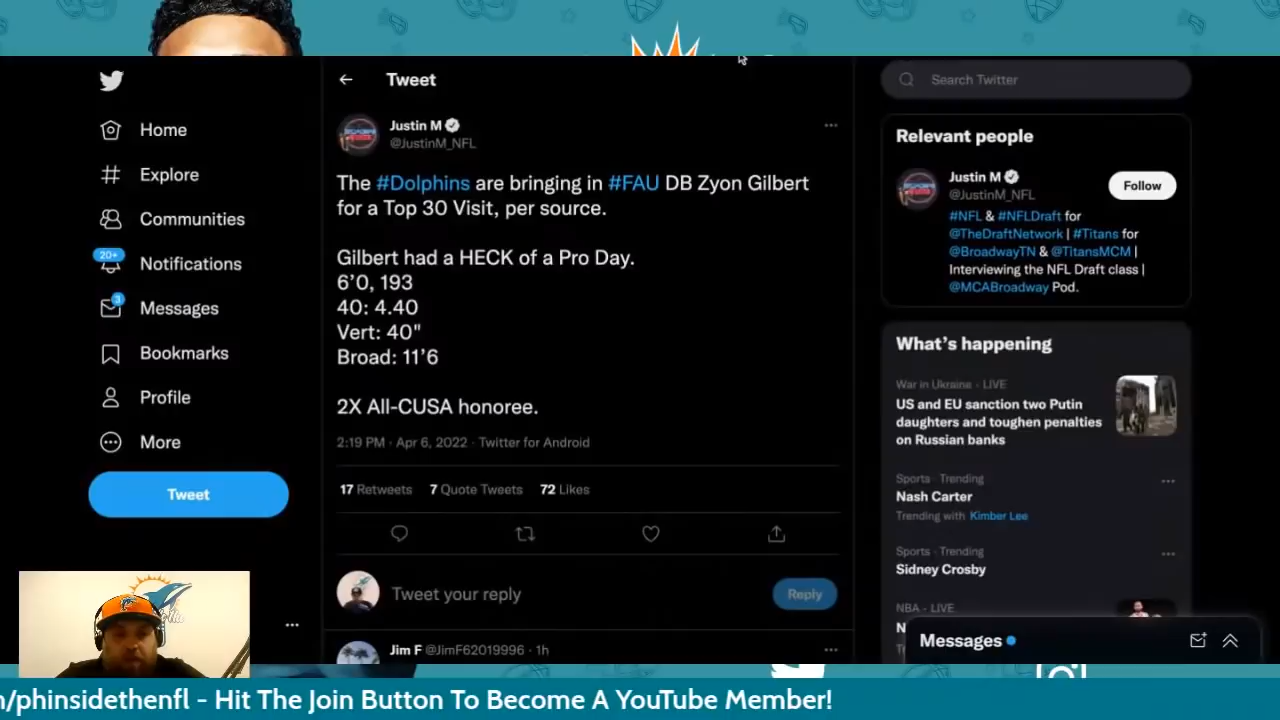 Home
Explore
Communities
20+
Notifications
3
Messages
Bookmarks
Profile
More
Tweet
Tweet
Justin M
@JustinM_NFL
The #Dolphins are bringing in #FAU DB Zyon Gilbert
for a Top 30 Visit, per source.
Gilbert had a HECK of a Pro Day.
6'0, 193
40: 4.40
Vert: 40"
Broad: 11'6
2X All-CUSA honoree.
2:19 PM · Apr 6, 2022 · Twitter for Android
17 Retweets 7 Quote Tweets 72 Likes
Tweet your reply
Reply
Jim F @JimF62019996 · 1h
Search Twitter
Relevant people
Justin M
@JustinM_NFL
Follow
#NFL & #NFLDraft for
@TheDraftNetwork | #Titans for
@BroadwayTN & @TitansMCM |
Interviewing the NFL Draft class |
@MCABroadway Pod.
What's happening
War in Ukraine · LIVE
US and EU sanction two Putin
daughters and toughen penalties
on Russian banks
Sports · Trending
Nash Carter
Trending with Kimber Lee
Sports · Trending
Sidney Crosby
NBA · LIVE
Messages
n/phinsidethenfl - Hit The Join Button To Become A YouTube Member!